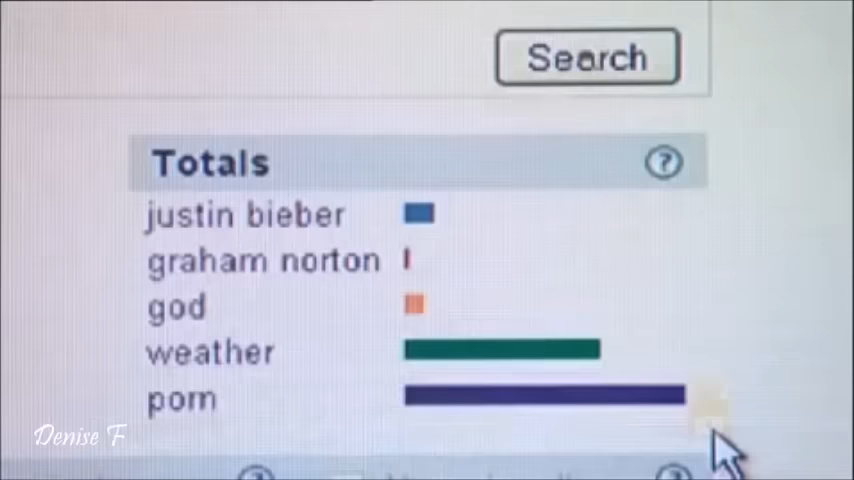 Search
Totals ?
justin bieber
graham norton
god
weather
porn
Denise F